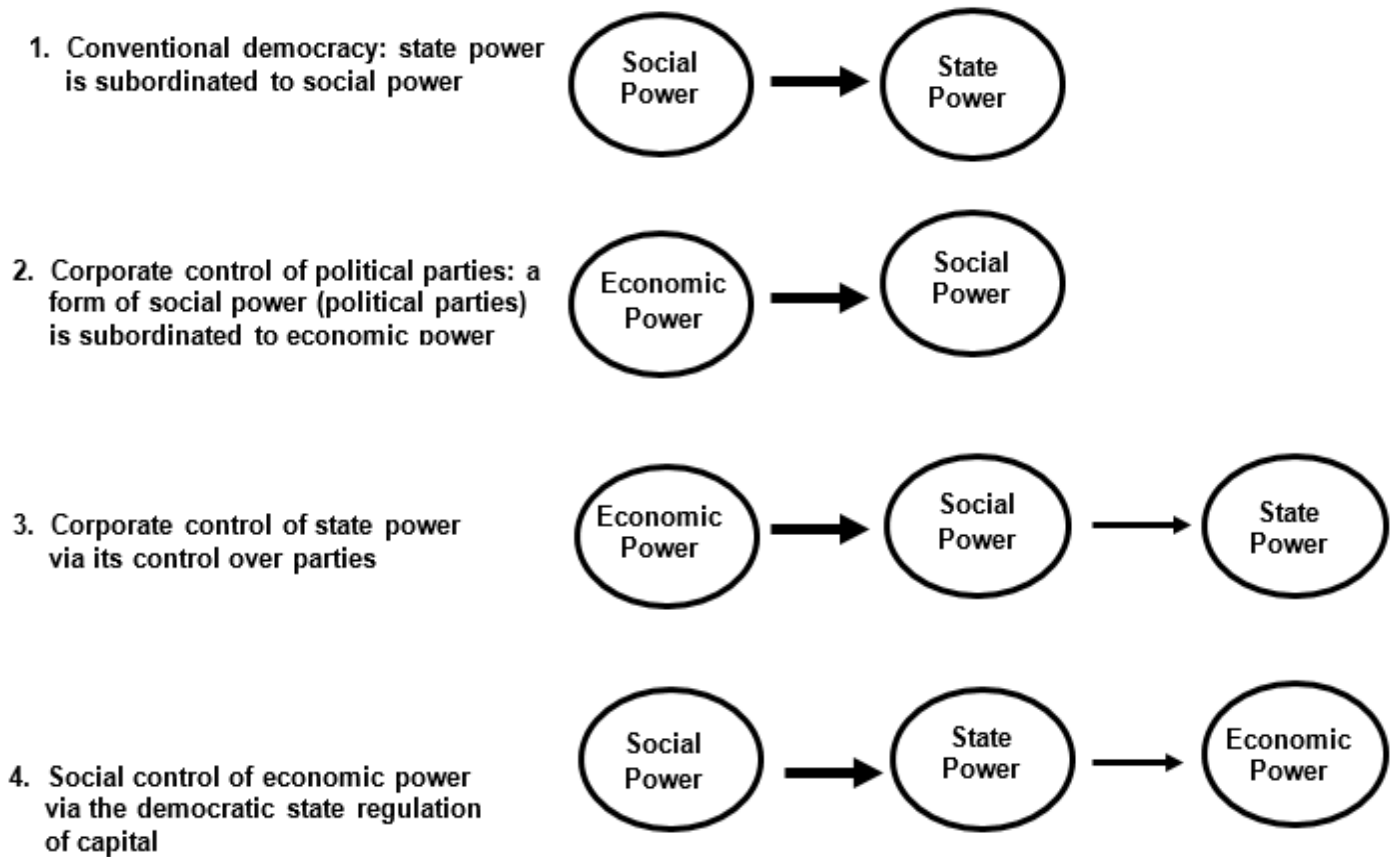 1. Conventional democracy: state power
is subordinated to social power
Social
Power
State
Power
2. Corporate control of political parties: a
form of social power (political parties)
is subordinated to economic power
Economic
Power
Social
Power
3. Corporate control of state power
via its control over parties
Economic
Power
Social
Power
State
Power
4. Social control of economic power
via the democratic state regulation
of capital
Social
Power
State
Power
Economic
Power